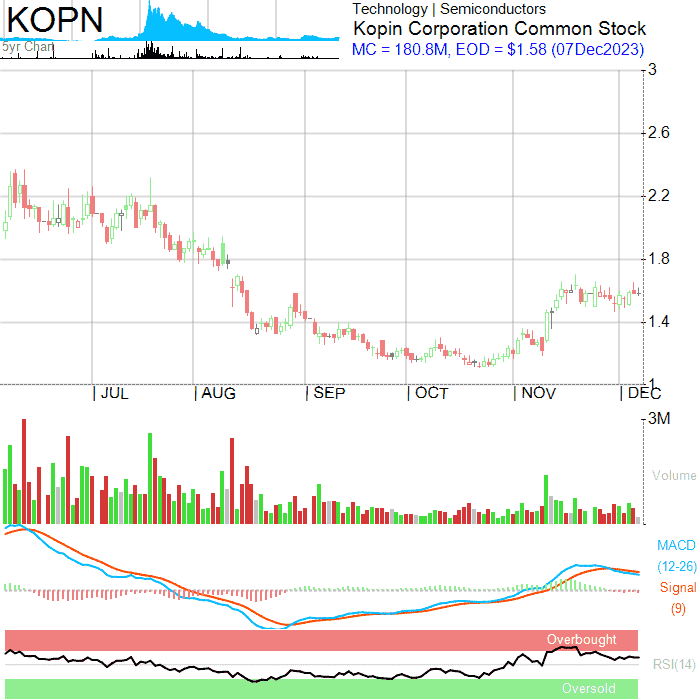 KOPN
5yr Chart
Technology | Semiconductors
Kopin Corporation Common Stock
MC = 180.8M, EOD = $1.58 (07Dec2023)
3
2.6
2.2
1.8
1.4
1
| JUL | AUG | SEP | OCT | NOV | DEC
3M
Volume
MACD
(12-26)
Signal
(9)
Overbought
RSI(14)
Oversold